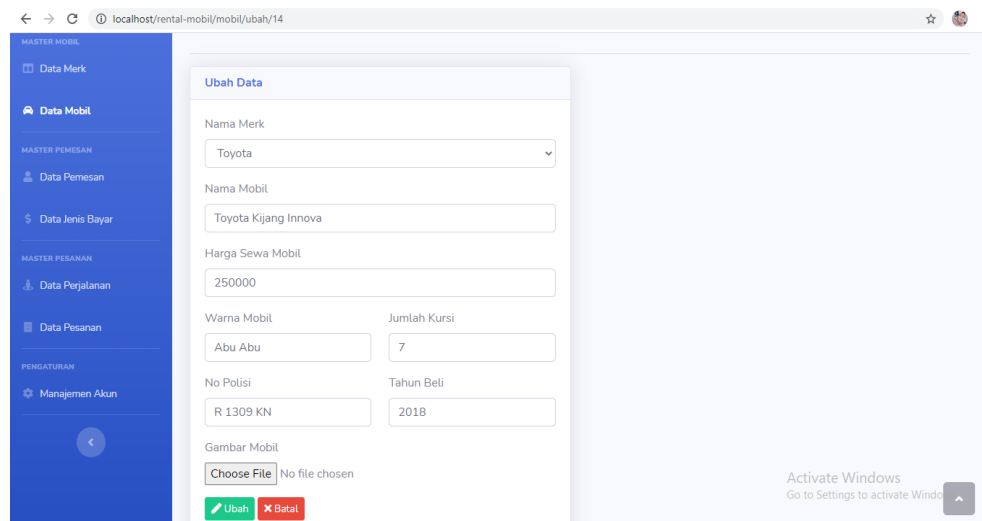 localhost/rental-mobil/mobil/ubah/14
MASTER MOBIL
Data Merk
Data Mobil
MASTER PEMESAN
Data Pemesan
Data Jenis Bayar
MASTER PESANAN
Data Perjalanan
Data Pesanan
PENGATURAN
Manajemen Akun
Ubah Data
Nama Merk
Toyota
Nama Mobil
Toyota Kijang Innova
Harga Sewa Mobil
250000
Warna Mobil Jumlah Kursi
Abu Abu 7
No Polisi Tahun Beli
R 1309 KN 2018
Gambar Mobil
Choose File No file chosen
Ubah Batal
Activate Windows
Go to Settings to activate Windo